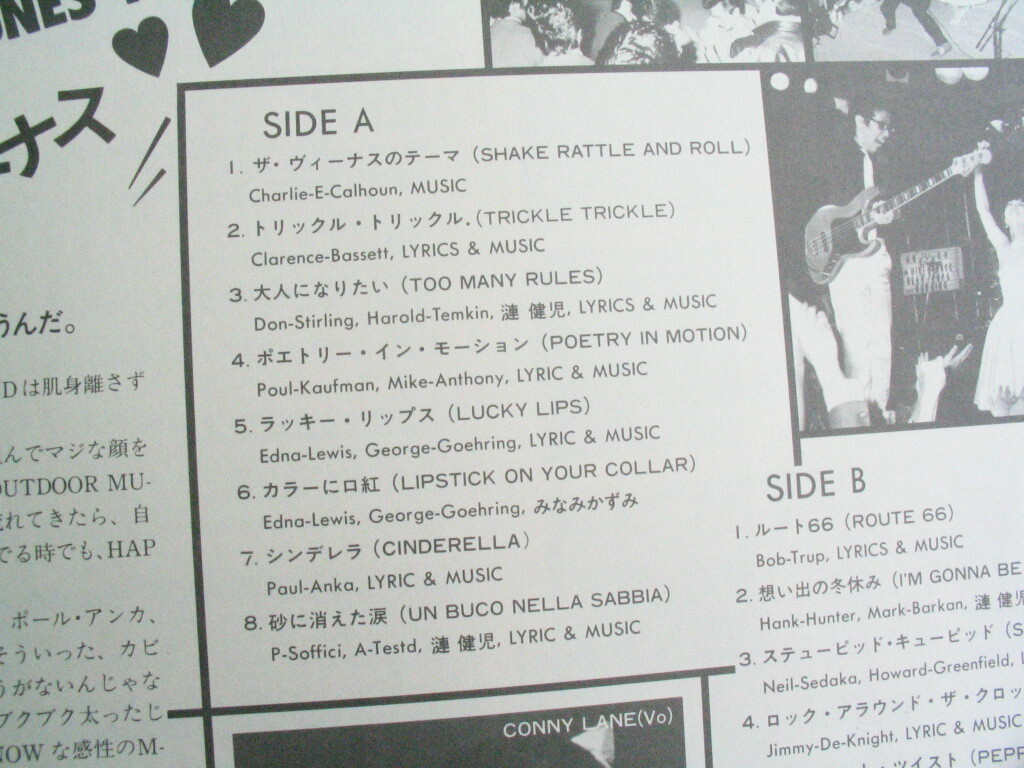 ナス
うんだ。
Dは肌身離さず
んでマジな顔を
OUTDOOR MU-
れてきたら、自
でる時でも、HAP
ポール・アンカ、
そういった、カビ
うがないんじゃな
ブクブク太ったじ
NOWな感性のM-
SIDE A
1. ザ・ヴィーナスのテーマ (SHAKE RATTLE AND ROLL)
Charlie-E-Calhoun, MUSIC
2. トリックル・トリックル. (TRICKLE TRICKLE)
Clarence-Bassett, LYRICS & MUSIC
3. 大人になりたい (TOO MANY RULES)
Don-Stirling, Harold-Temkin, 漣 健児, LYRICS & MUSIC
4. ポエトリー・イン・モーション (POETRY IN MOTION)
Poul-Kaufman, Mike-Anthony, LYRIC & MUSIC
5. ラッキー・リップス (LUCKY LIPS)
Edna-Lewis, George-Goehring, LYRIC & MUSIC
6. カラーに口紅 (LIPSTICK ON YOUR COLLAR)
Edna-Lewis, George-Goehring, みなみかずみ
7. シンデレラ (CINDERELLA)
Paul-Anka, LYRIC & MUSIC
8. 砂に消えた涙 (UN BUCO NELLA SABBIA)
P-Soffici, A-Testd, 漣 健児, LYRIC & MUSIC
CONNY LANE(Vo)
SIDE B
1. ルート66 (ROUTE 66)
Bob-Trup, LYRICS & MUSIC
2. 想い出の冬休み (I'M GONNA BE
Hank-Hunter, Mark-Barkan, 漣 健児
3. ステューピッド・キューピッド (S
Neil-Sedaka, Howard-Greenfield, L
4. ロック・アラウンド・ザ・クロッ
Jimmy-De-Knight, LYRIC & MUSIC
ツイスト (PEPP